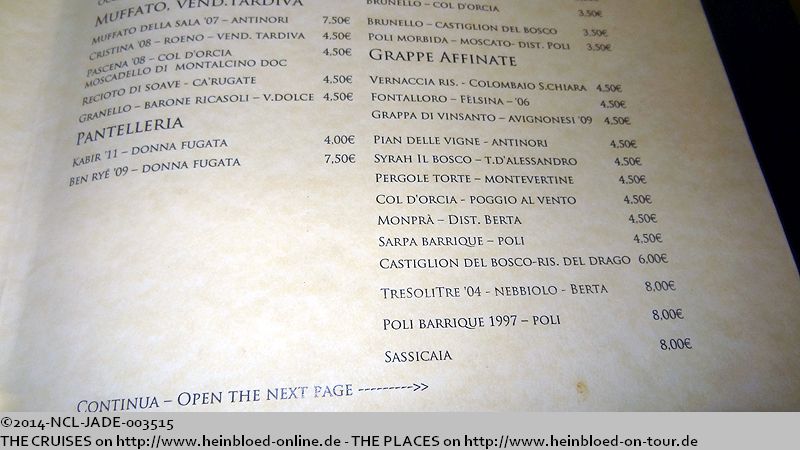 Muffato, Vend.Tardiva
Muffato della Sala '07 – Antinori 7,50€
Cristina '08 – Roeno – Vend. Tardiva 4,50€
Pascena '08 – Col d'Orcia 4,50€
Moscadello di Montalcino DOC
Recioto di Soave - Ca'Rugate 4,50€
Granello – Barone Ricasoli – V.Dolce 4,50€
Pantelleria
Kabir '11 – Donna Fugata 4,00€
Ben Ryé '09 – Donna Fugata 7,50€
Brunello – Col d'Orcia 3,50€
Brunello – Castiglion del Bosco 3,50€
Poli Morbida – Moscato- Dist. Poli 3,50€
Grappe Affinate
Vernaccia Ris. - Colombaio S.Chiara 4,50€
Fontalloro – Felsina – '06 4,50€
Grappa di Vinsanto – Avignonesi '09 4,50€
Pian delle Vigne - Antinori 4,50€
Syrah Il Bosco – T.d'Alessandro 4,50€
Pergole Torte – Montevertine 4,50€
Col d'Orcia - Poggio al Vento 4,50€
Monprà – Dist. Berta 4,50€
Sarpa Barrique – Poli 4,50€
Castiglion del Bosco-Ris. del Drago 6,00€
TreSoliTre '04 - Nebbiolo - Berta 8,00€
Poli Barrique 1997 – Poli 8,00€
Sassicaia 8,00€
Continua – Open the next page --------->>
©2014-NCL-JADE-003515
THE CRUISES on http://www.heinbloed-online.de - THE PLACES on http://www.heinbloed-on-tour.de